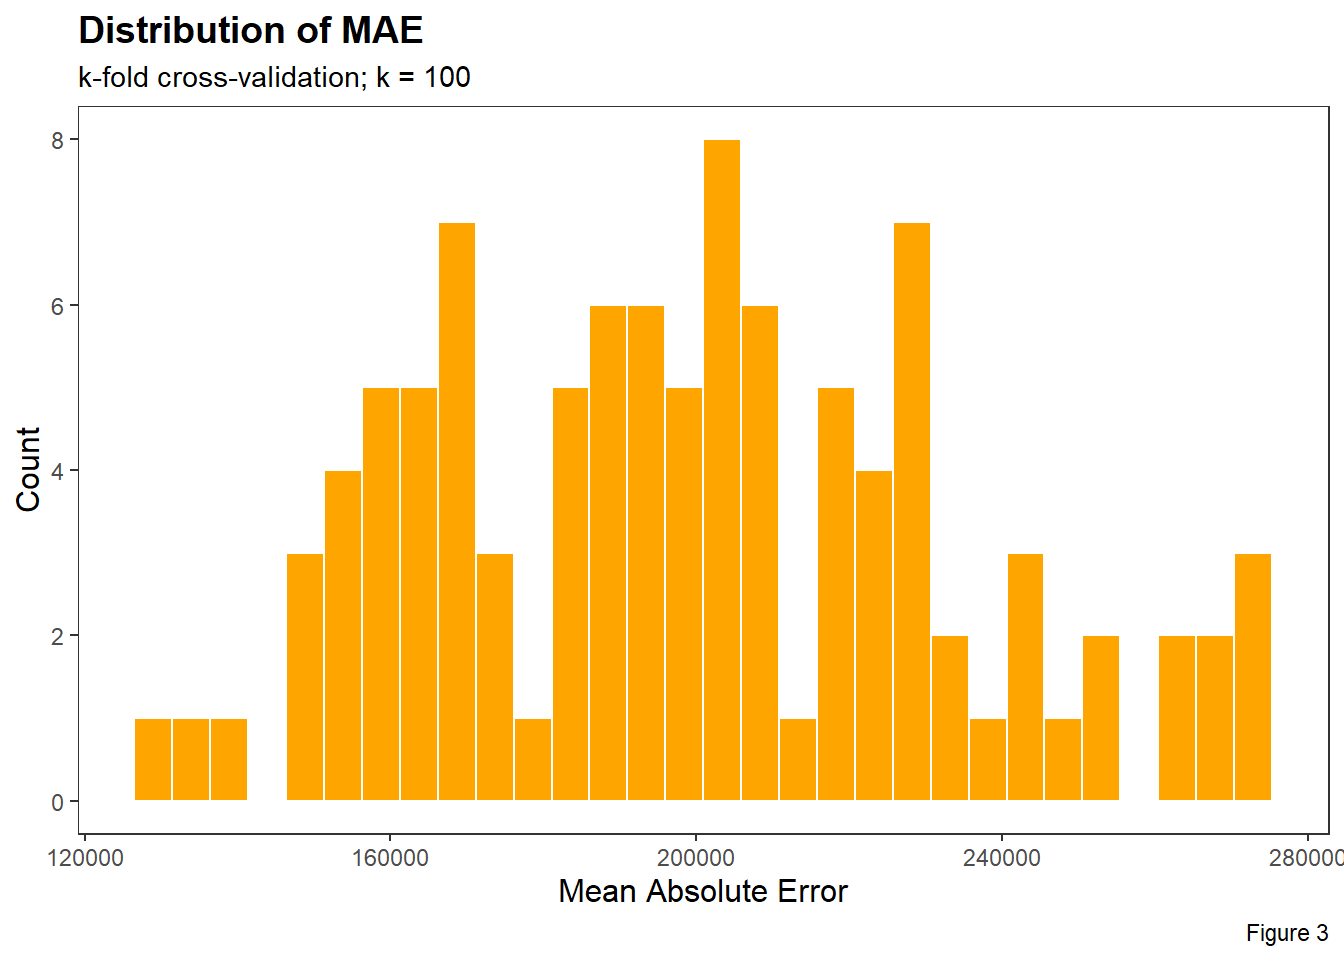 Distribution of MAE
k-fold cross-validation; k = 100
8
6
4
2
0
Count
120000 160000 200000 240000 280000
Mean Absolute Error
Figure 3